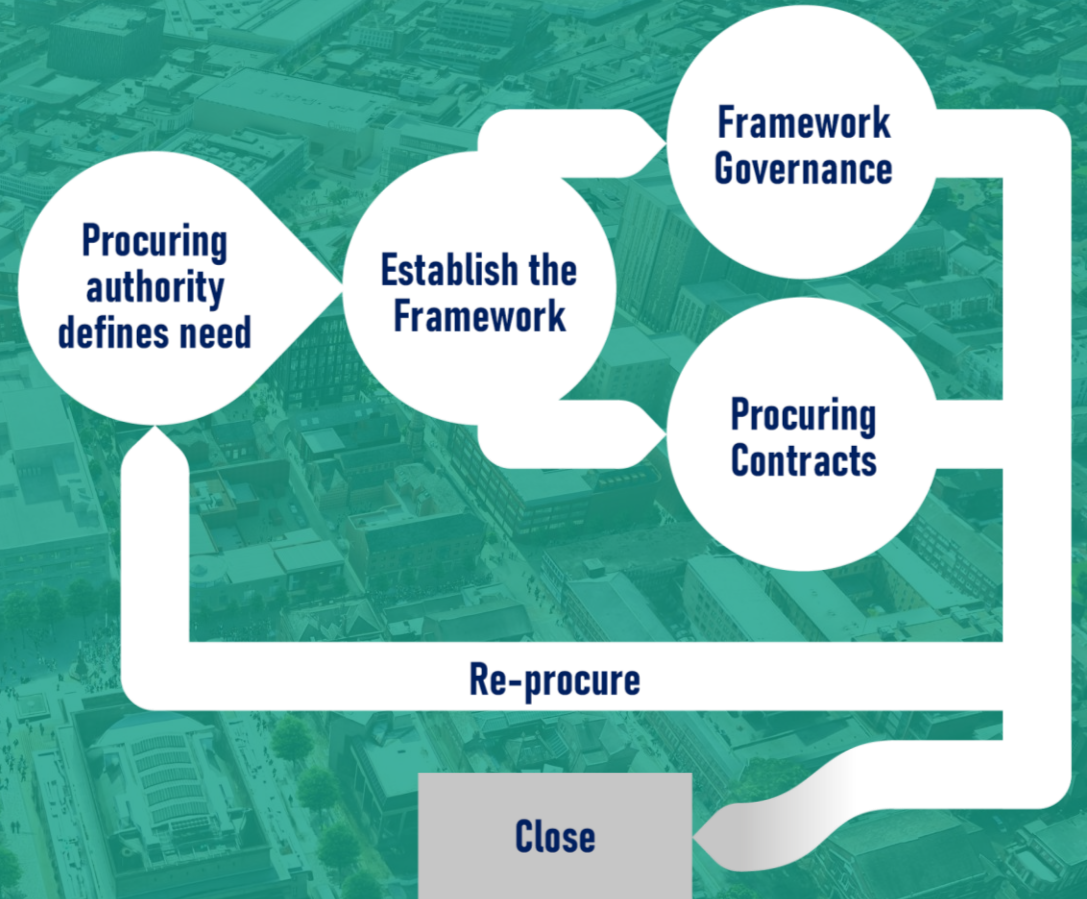 Procuring
authority
defines need
Establish the
Framework
Framework
Governance
Procuring
Contracts
Re-procure
Close